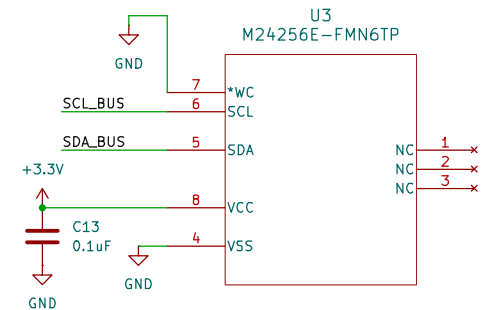 U3
M24256E-FMN6TP
GND
7
*WC
SCL_BUS
6
SCL
SDA_BUS
5
SDA
NC
1
NC
2
NC
3
+3.3V
8
VCC
C13
0.1uF
4
VSS
GND
GND